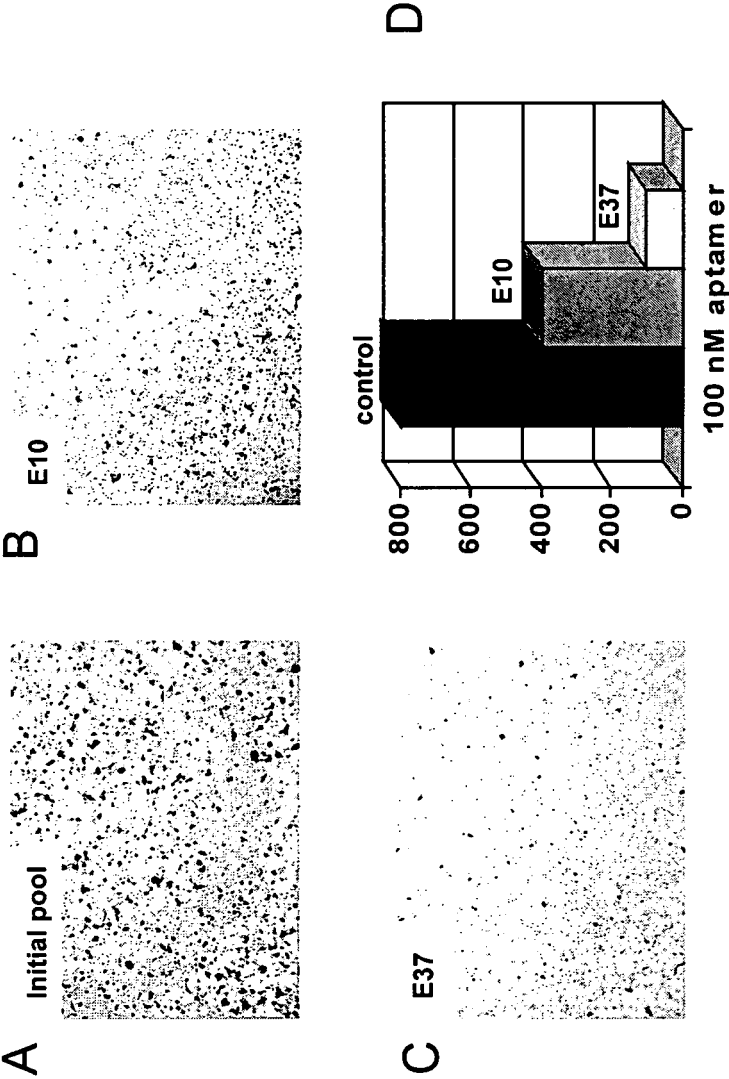 A
Initial pool
B
E10
C
E37
D
control
E10
E37
800
600
400
200
0
100 nM aptamer